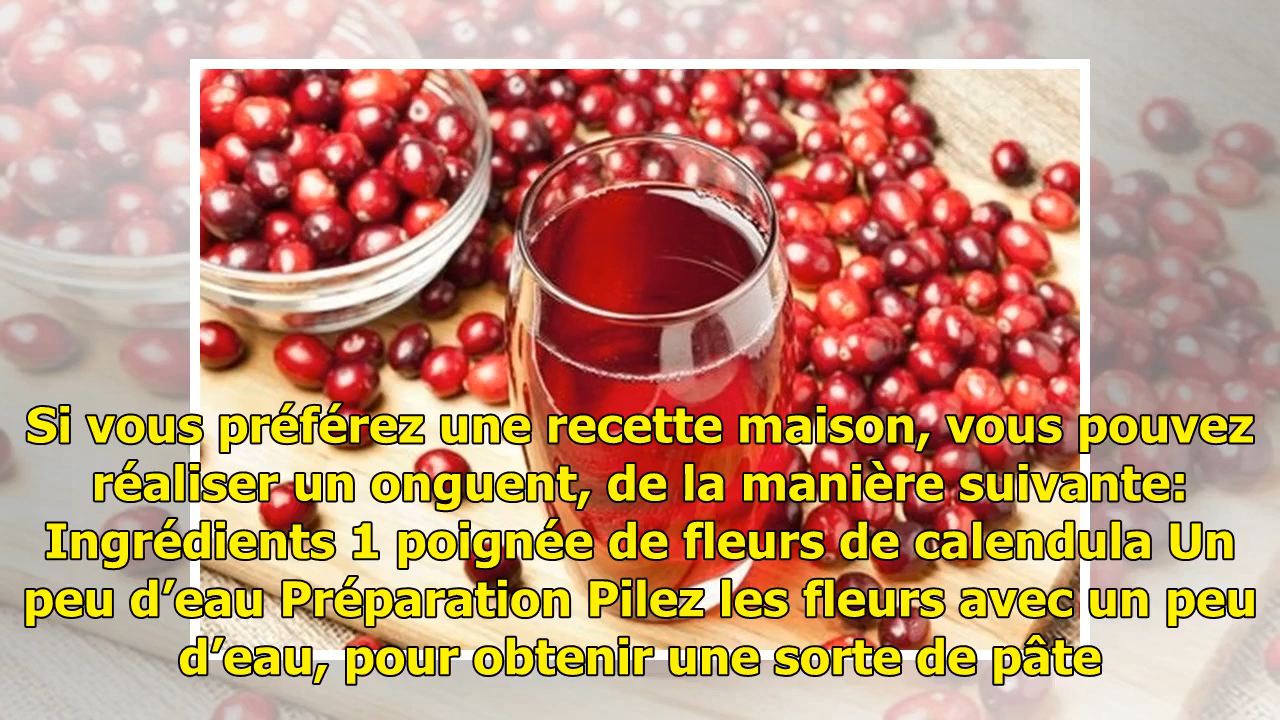 Si vous préférez une recette maison, vous pouvez
réaliser un onguent, de la manière suivante:
Ingrédients 1 poignée de fleurs de calendula Un
peu d’eau Préparation Pilez les fleurs avec un peu
d’eau, pour obtenir une sorte de pâte